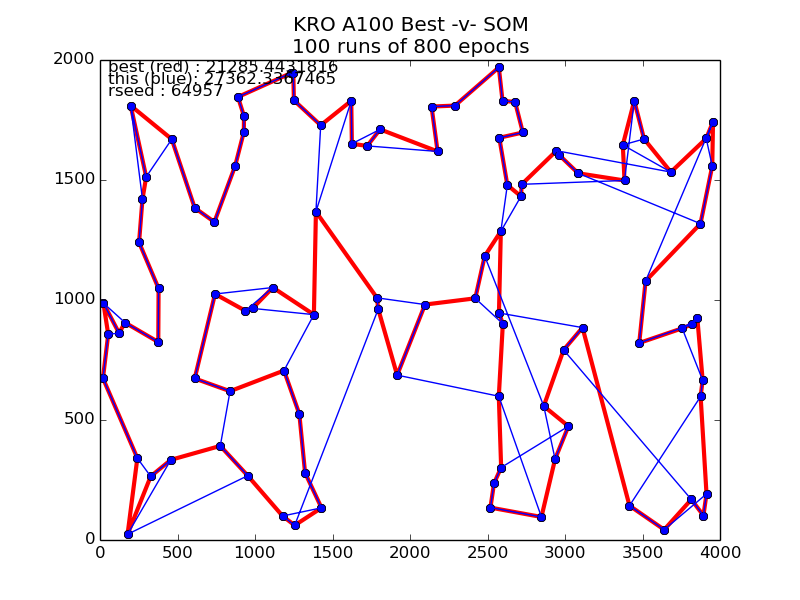 KRO A100 Best -v- SOM
100 runs of 800 epochs
best (red) : 21285.4431816
this (blue): 27362.3367465
rseed : 64957
2000
1500
1000
500
0
0 500 1000 1500 2000 2500 3000 3500 4000